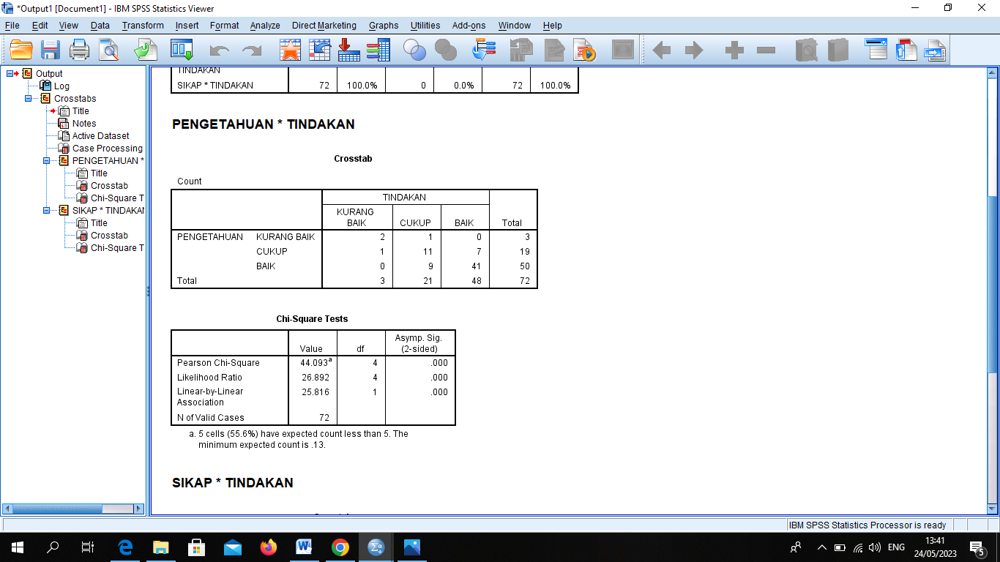 *Output1 [Document1] - IBM SPSS Statistics Viewer
File Edit View Data Transform Insert Format Analyze Direct Marketing Graphs Utilities Add-ons Window Help
Output
Log
Crosstabs
Title
Notes
Active Dataset
Case Processing
PENGETAHUAN *
Title
Crosstab
Chi-Square T
SIKAP * TINDAKAN
Title
Crosstab
Chi-Square T
TINDAKAN
SIKAP * TINDAKAN 72 100.0% 0 0.0% 72 100.0%
PENGETAHUAN * TINDAKAN
Crosstab
Count
TINDAKAN
KURANG
BAIK CUKUP BAIK Total
PENGETAHUAN KURANG BAIK 2 1 0 3
CUKUP 1 11 7 19
BAIK 0 9 41 50
Total 3 21 48 72
Chi-Square Tests
Asymp. Sig.
Value df (2-sided)
Pearson Chi-Square 44.093a 4 .000
Likelihood Ratio 26.892 4 .000
Linear-by-Linear
Association 25.816 1 .000
N of Valid Cases 72
a. 5 cells (55.6%) have expected count less than 5. The
minimum expected count is .13.
SIKAP * TINDAKAN
IBM SPSS Statistics Processor is ready
ENG
13:41
24/05/2023
5